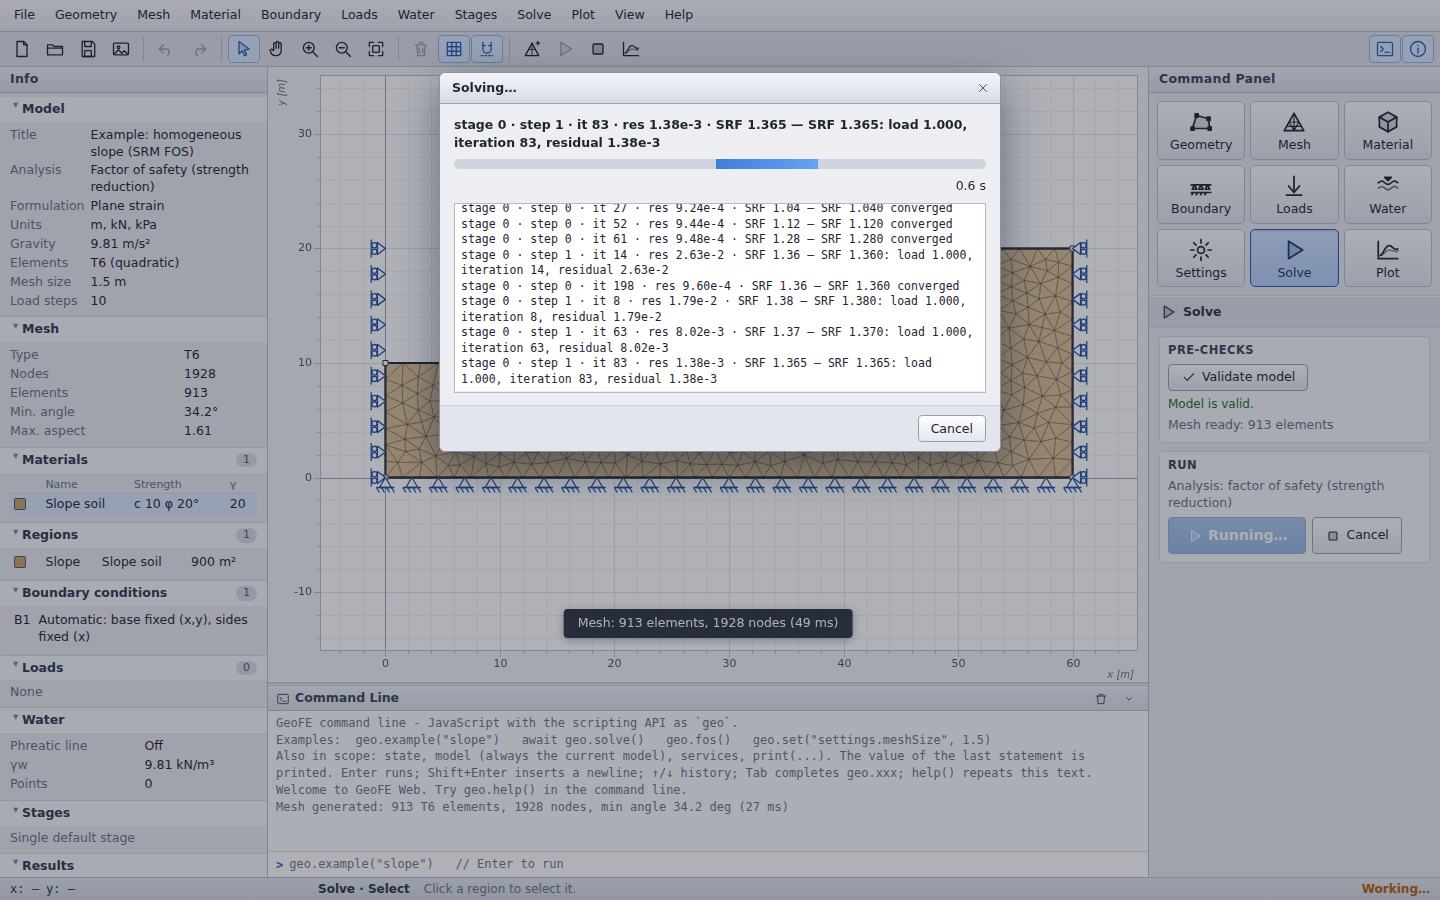 File Geometry Mesh Material Boundary Loads Water Stages Solve Plot View Help
Info
Model
Title Example: homogeneous slope (SRM FOS)
Analysis Factor of safety (strength reduction)
Formulation Plane strain
Units m, kN, kPa
Gravity 9.81 m/s²
Elements T6 (quadratic)
Mesh size 1.5 m
Load steps 10
Mesh
Type T6
Nodes 1928
Elements 913
Min. angle 34.2°
Max. aspect 1.61
Materials 1
Name Strength γ
Slope soil c 10 φ 20° 20
Regions 1
Slope Slope soil 900 m²
Boundary conditions 1
B1 Automatic: base fixed (x,y), sides fixed (x)
Loads 0
None
Water
Phreatic line Off
γw 9.81 kN/m³
Points 0
Stages
Single default stage
Results
y [m]
30
20
10
0
-10
0 10 20 30 40 50 60
x [m]
Solving…
stage 0 · step 1 · it 83 · res 1.38e-3 · SRF 1.365 — SRF 1.365: load 1.000,
iteration 83, residual 1.38e-3
0.6 s
stage 0 · step 0 · it 27 · res 9.24e-4 · SRF 1.04 — SRF 1.040 converged
stage 0 · step 0 · it 52 · res 9.44e-4 · SRF 1.12 — SRF 1.120 converged
stage 0 · step 0 · it 61 · res 9.48e-4 · SRF 1.28 — SRF 1.280 converged
stage 0 · step 1 · it 14 · res 2.63e-2 · SRF 1.36 — SRF 1.360: load 1.000,
iteration 14, residual 2.63e-2
stage 0 · step 0 · it 198 · res 9.60e-4 · SRF 1.36 — SRF 1.360 converged
stage 0 · step 1 · it 8 · res 1.79e-2 · SRF 1.38 — SRF 1.380: load 1.000,
iteration 8, residual 1.79e-2
stage 0 · step 1 · it 63 · res 8.02e-3 · SRF 1.37 — SRF 1.370: load 1.000,
iteration 63, residual 8.02e-3
stage 0 · step 1 · it 83 · res 1.38e-3 · SRF 1.365 — SRF 1.365: load
1.000, iteration 83, residual 1.38e-3
Cancel
Mesh: 913 elements, 1928 nodes (49 ms)
Command Line
GeoFE command line - JavaScript with the scripting API as `geo`.
Examples:  geo.example("slope")   await geo.solve()   geo.fos()   geo.set("settings.meshSize", 1.5)
Also in scope: state, model (always the current model), services, print(...). The value of the last statement is
printed. Enter runs; Shift+Enter inserts a newline; ↑/↓ history; Tab completes geo.xxx; help() repeats this text.
Welcome to GeoFE Web. Try geo.help() in the command line.
Mesh generated: 913 T6 elements, 1928 nodes, min angle 34.2 deg (27 ms)
> geo.example("slope")   // Enter to run
Command Panel
Geometry Mesh Material
Boundary Loads Water
Settings Solve Plot
Solve
PRE-CHECKS
Validate model
Model is valid.
Mesh ready: 913 elements
RUN
Analysis: factor of safety (strength
reduction)
Running… Cancel
x: — y: — Solve · Select Click a region to select it. Working…